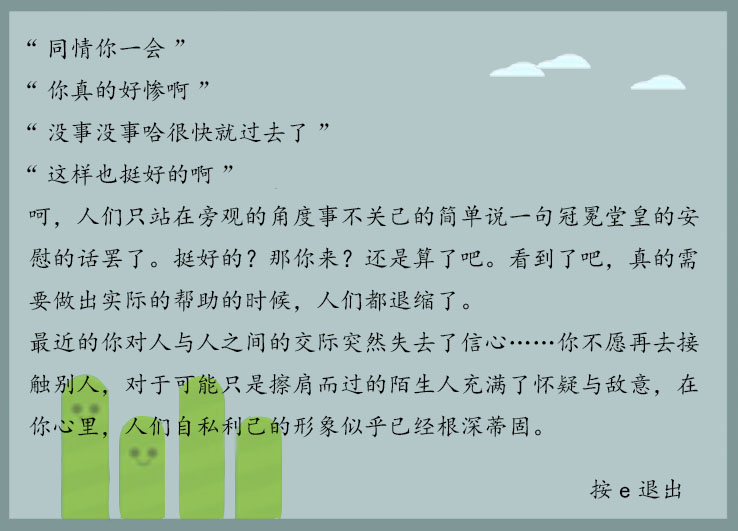 “ 同情你一会 ”
“ 你真的好惨啊 ”
“ 没事没事哈很快就过去了 ”
“ 这样也挺好的啊 ”
呵，人们只站在旁观的角度事不关己的简单说一句冠冕堂皇的安
慰的话罢了。挺好的？那你来？还是算了吧。看到了吧，真的需
要做出实际的帮助的时候，人们都退缩了。
最近的你对人与人之间的交际突然失去了信心……你不愿再去接
触别人，对于可能只是擦肩而过的陌生人充满了怀疑与敌意，在
你心里，人们自私利己的形象似乎已经根深蒂固。
按 e 退出